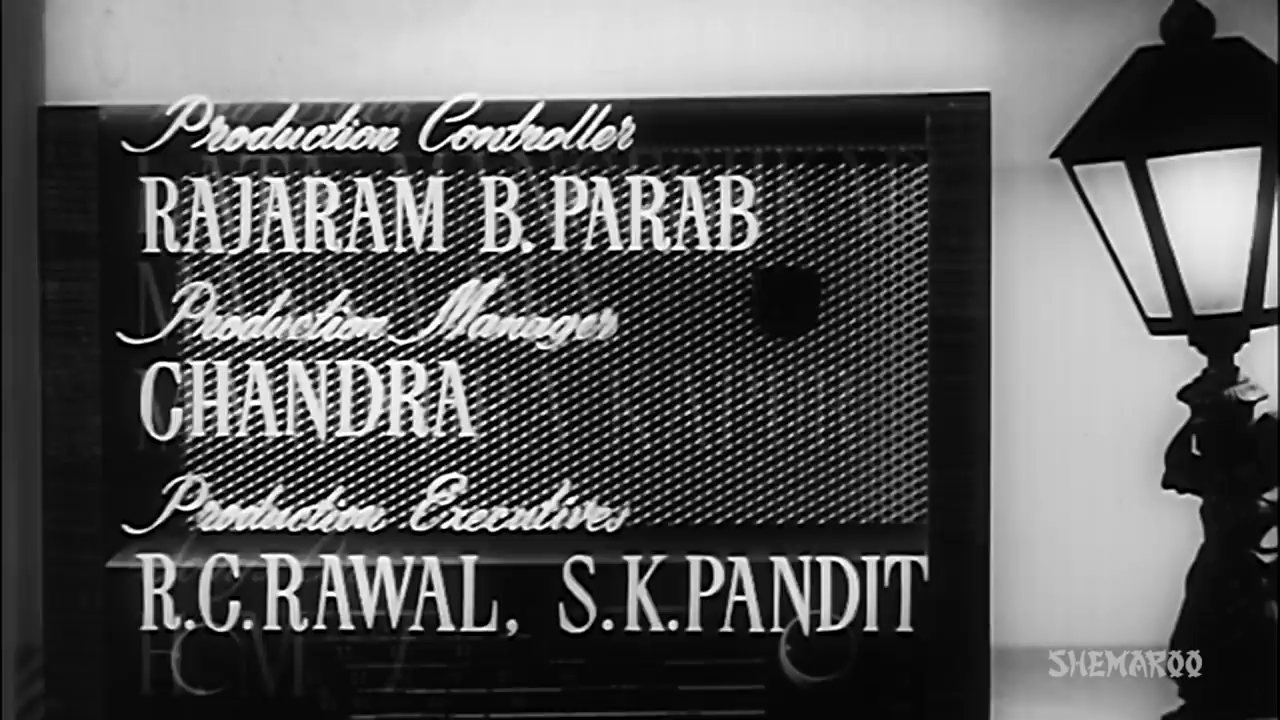 Production Controller
RAJARAM B. PARAB
Production Manager
CHANDRA
Production Executives
R.C.RAWAL, S.K.PANDIT
SHEMAROO